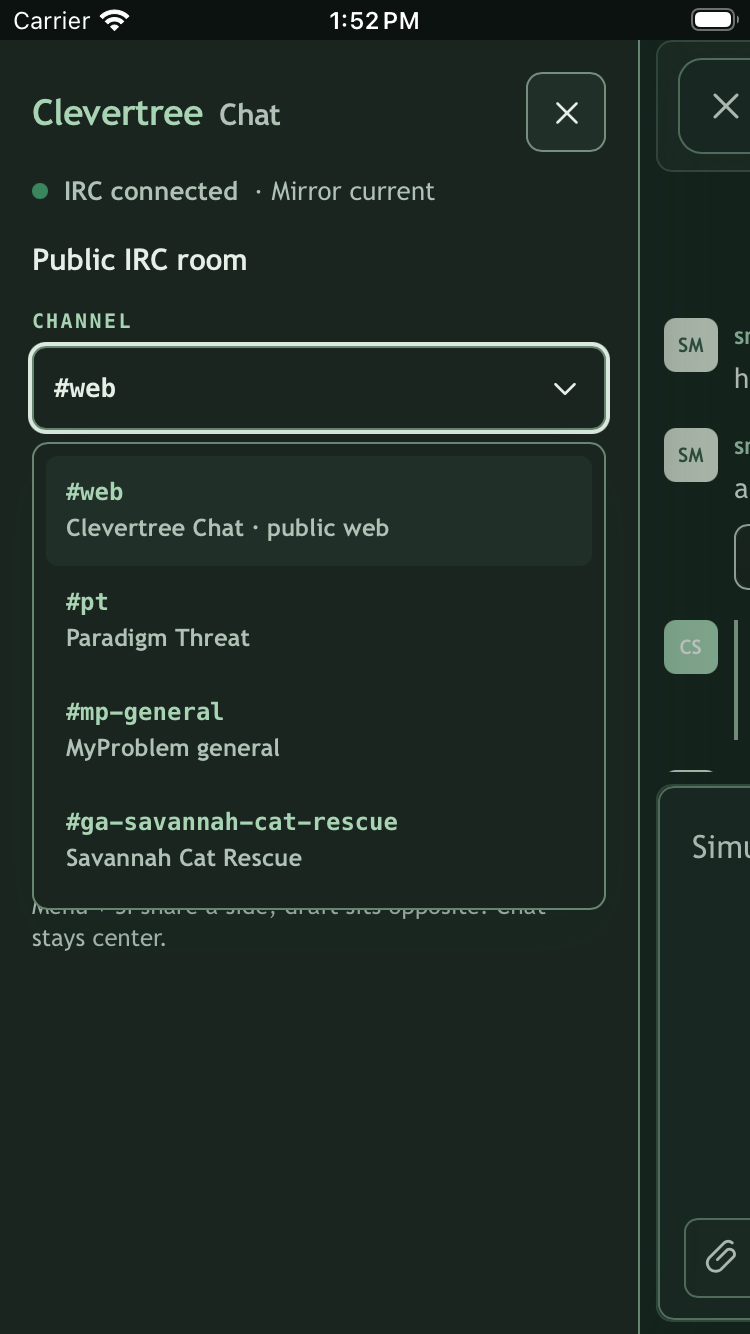 Carrier 1:52 PM
Clevertree Chat
IRC connected · Mirror current
Public IRC room
CHANNEL
#web
#web
Clevertree Chat · public web
#pt
Paradigm Threat
#mp-general
MyProblem general
#ga-savannah-cat-rescue
Savannah Cat Rescue
stays center.
SM
SM
CS